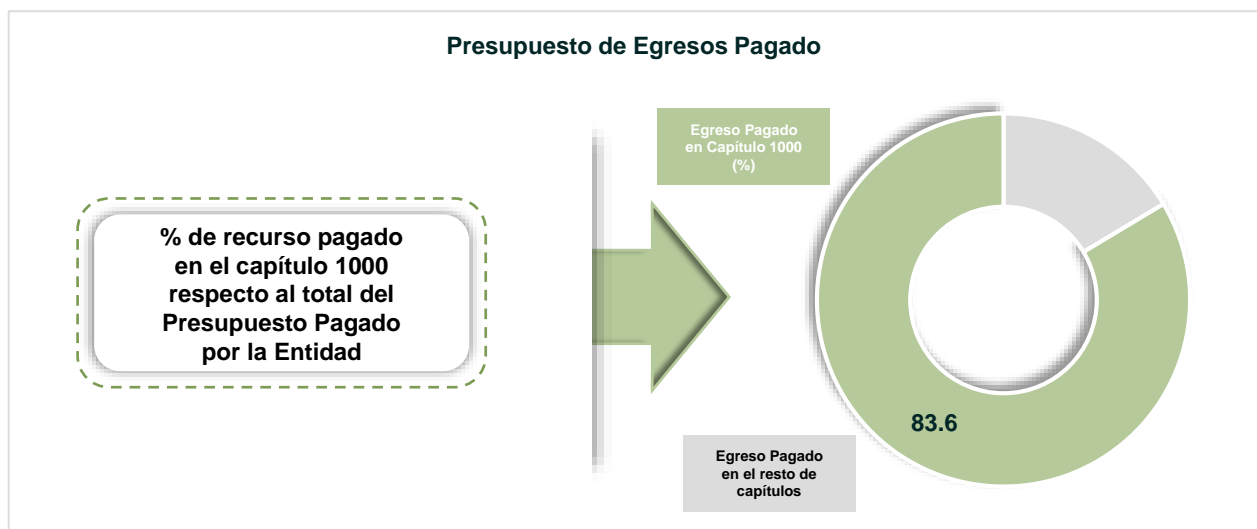 Presupuesto de Egresos Pagado
Egreso Pagado
en Capítulo 1000
(%)
% de recurso pagado
en el capítulo 1000
respecto al total del
Presupuesto Pagado
por la Entidad
83.6
Egreso Pagado
en el resto de
capítulos